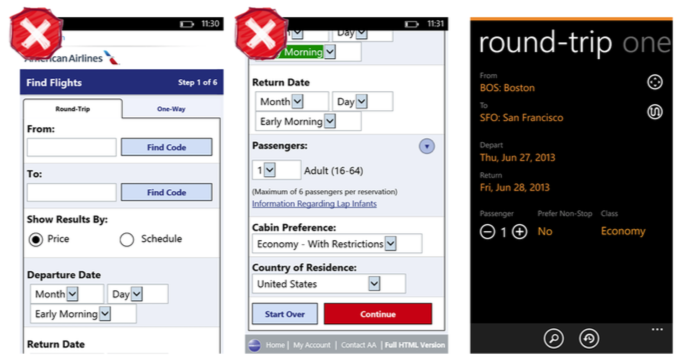 11:30
American Airlines
Find Flights Step 1 of 6
Round-Trip One-Way
From:
Find Code
To:
Find Code
Show Results By:
Price Schedule
Departure Date
Month Day
Early Morning
Return Date
11:31
Day
Morning
Return Date
Month Day
Early Morning
Passengers:
1 Adult (16-64)
(Maximum of 6 passengers per reservation)
Information Regarding Lap Infants
Cabin Preference:
Economy - With Restrictions
Country of Residence:
United States
Start Over Continue
Home | My Account | Contact AA | Full HTML Version
round-trip one
From
BOS: Boston
To
SFO: San Francisco
Depart
Thu, Jun 27, 2013
Return
Fri, Jun 28, 2013
Passenger Prefer Non-Stop Class
1 No Economy